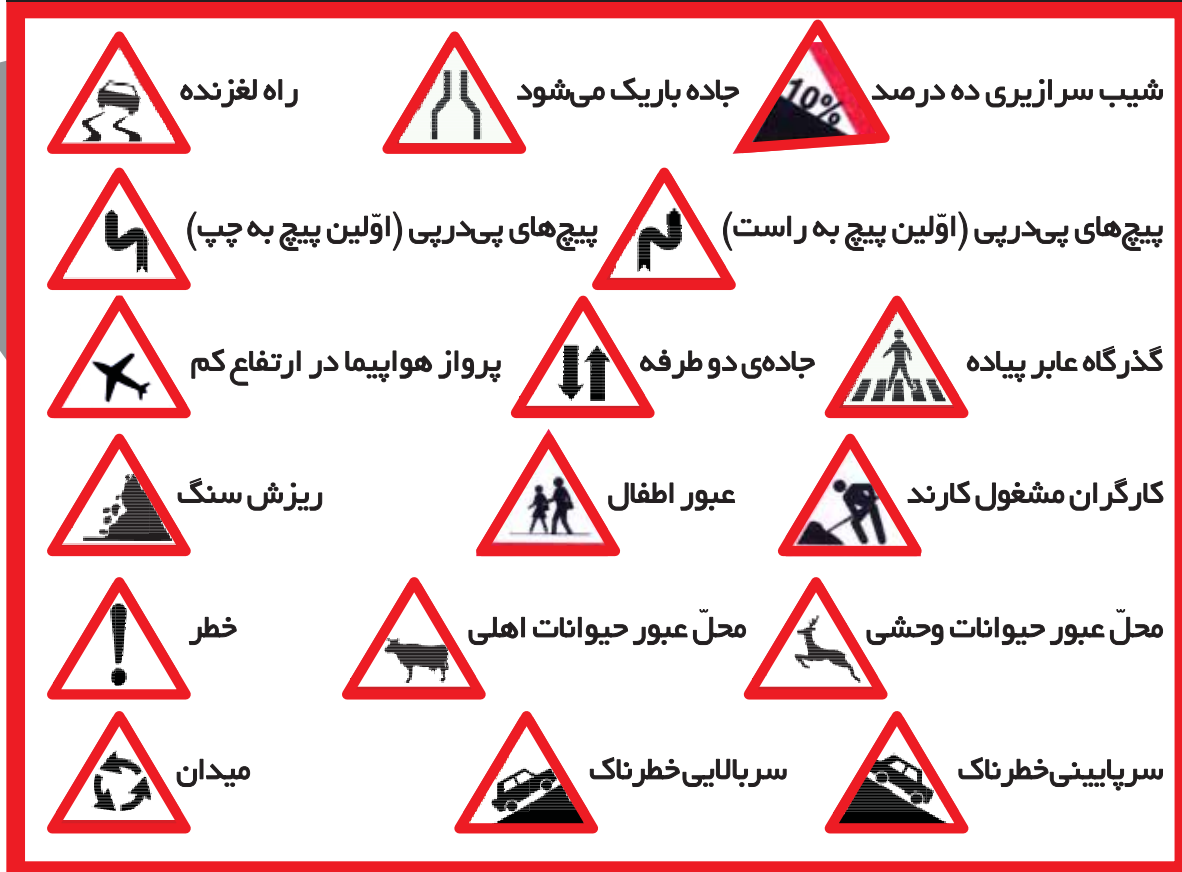 شیب سرازیری ده درصد 10% جاده باریک می‌شود راه لغزنده
پیچ‌های پی‌درپی (اوّلین پیچ به راست) پیچ‌های پی‌درپی (اوّلین پیچ به چپ)
گذرگاه عابر پیاده جاده‌ی دو طرفه پرواز هواپیما در ارتفاع کم
کارگران مشغول کارند عبور اطفال ریزش سنگ
محلّ عبور حیوانات وحشی محلّ عبور حیوانات اهلی خطر
سرپایینی خطرناک سربالایی خطرناک میدان